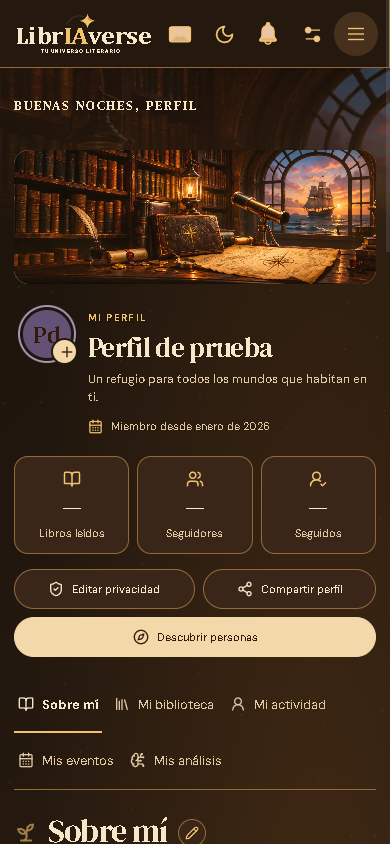 LibrIAverse
TU UNIVERSO LITERARIO
BUENAS NOCHES, PERFIL
Pd
MI PERFIL
Perfil de prueba
Un refugio para todos los mundos que habitan en
ti.
Miembro desde enero de 2026
— — —
Libros leídos Seguidores Seguidos
Editar privacidad Compartir perfil
Descubrir personas
Sobre mí Mi biblioteca Mi actividad
Mis eventos Mis análisis
Sobre mí